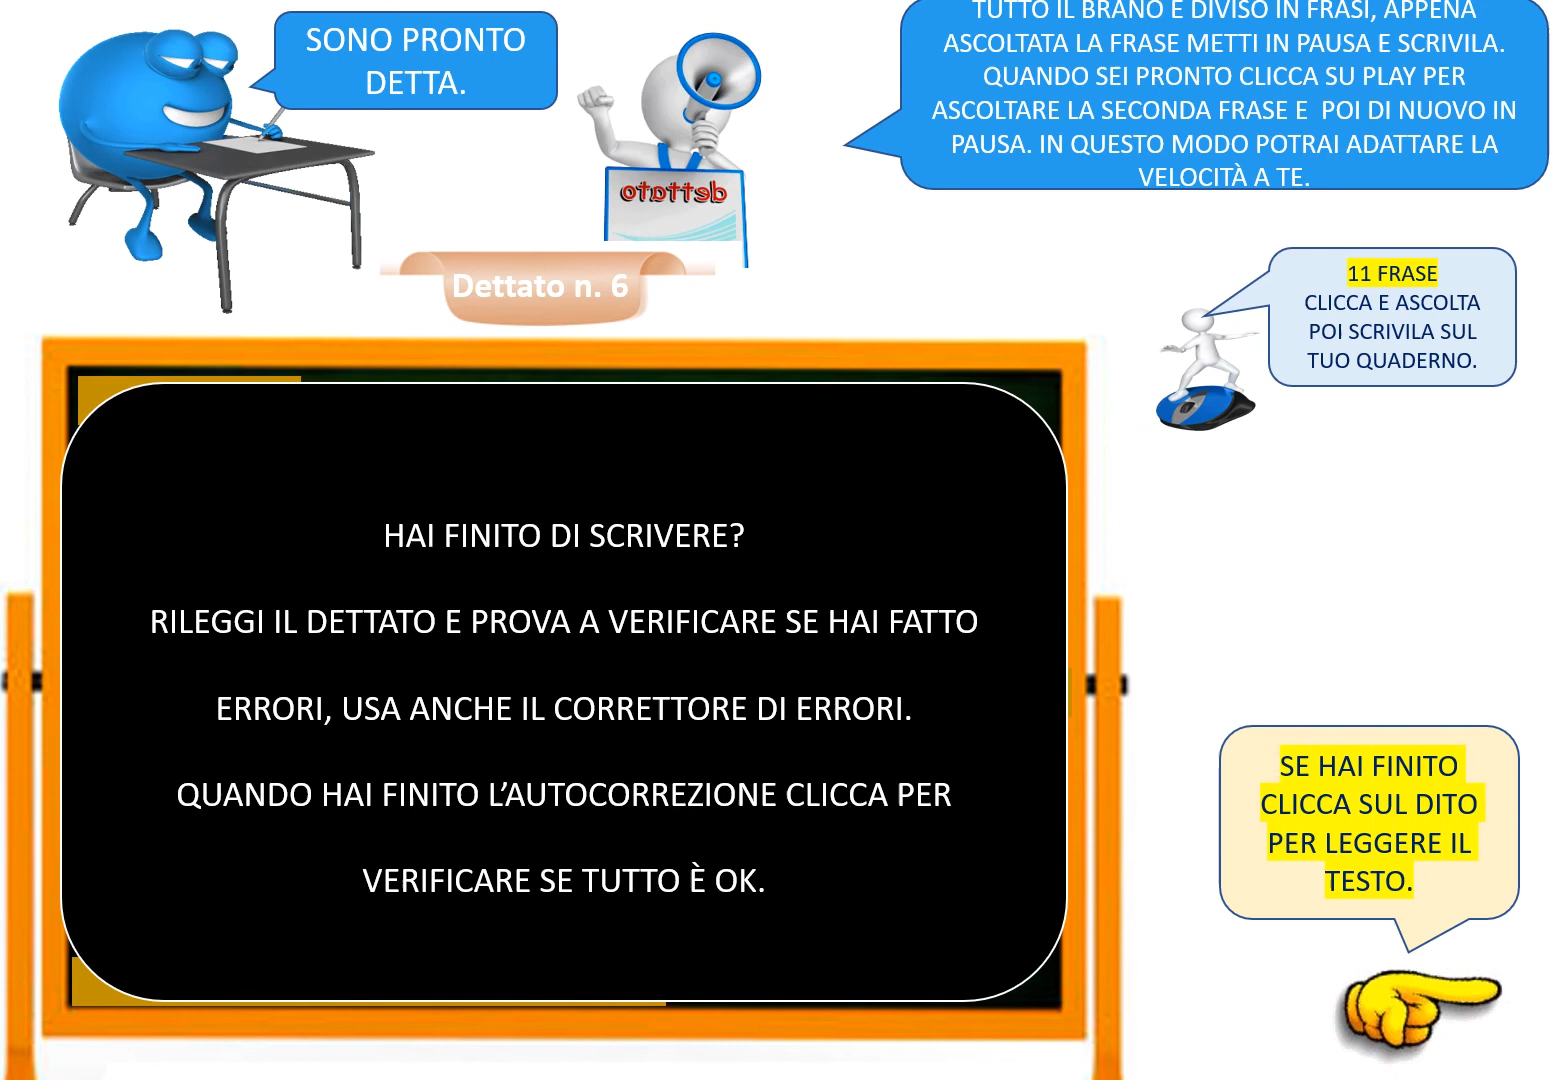 SONO PRONTO
DETTA.
TUTTO IL BRANO È DIVISO IN FRASI, APPENA
ASCOLTATA LA FRASE METTI IN PAUSA E SCRIVILA.
QUANDO SEI PRONTO CLICCA SU PLAY PER
ASCOLTARE LA SECONDA FRASE E POI DI NUOVO IN
PAUSA. IN QUESTO MODO POTRAI ADATTARE LA
VELOCITÀ A TE.
dettato
Dettato n. 6
11 FRASE
CLICCA E ASCOLTA
POI SCRIVILA SUL
TUO QUADERNO.
HAI FINITO DI SCRIVERE?
RILEGGI IL DETTATO E PROVA A VERIFICARE SE HAI FATTO
ERRORI, USA ANCHE IL CORRETTORE DI ERRORI.
QUANDO HAI FINITO L’AUTOCORREZIONE CLICCA PER
VERIFICARE SE TUTTO È OK.
SE HAI FINITO
CLICCA SUL DITO
PER LEGGERE IL
TESTO.